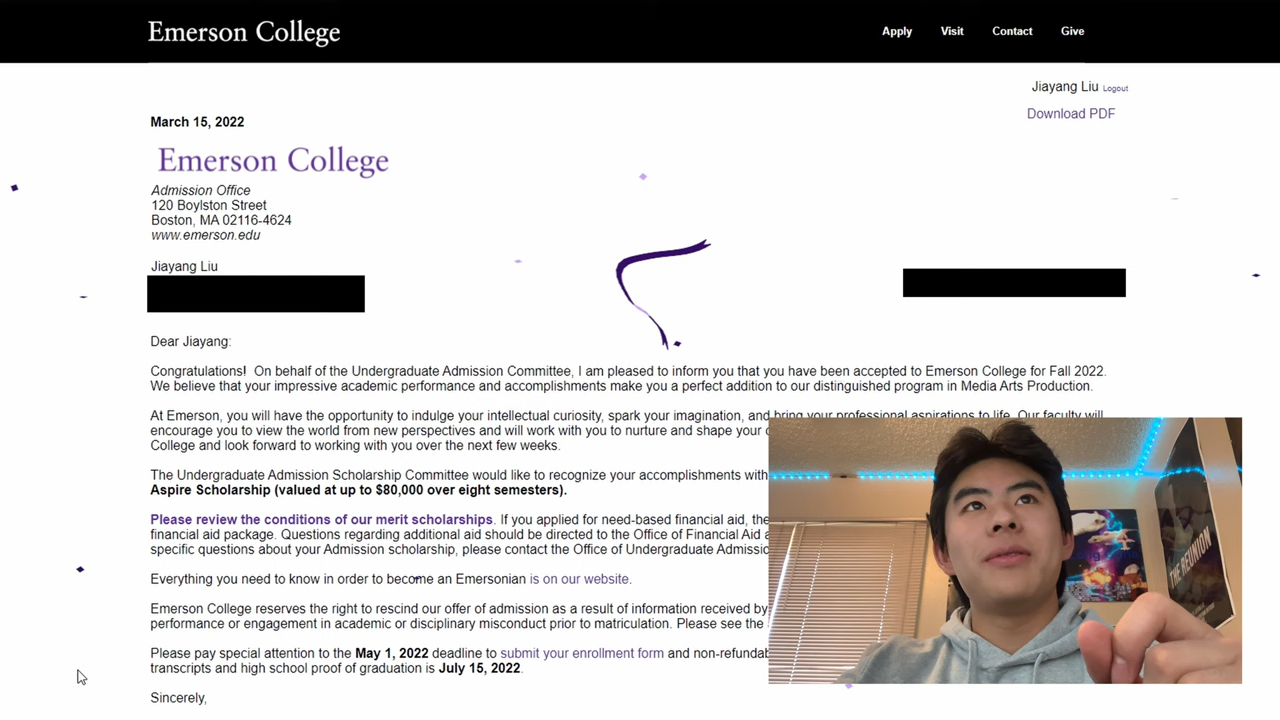 Emerson College
Apply Visit Contact Give
Jiayang Liu Logout
Download PDF
March 15, 2022
Emerson College
Admission Office
120 Boylston Street
Boston, MA 02116-4624
www.emerson.edu
Jiayang Liu
Dear Jiayang:
Congratulations! On behalf of the Undergraduate Admission Committee, I am pleased to inform you that you have been accepted to Emerson College for Fall 2022.
We believe that your impressive academic performance and accomplishments make you a perfect addition to our distinguished program in Media Arts Production.
At Emerson, you will have the opportunity to indulge your intellectual curiosity, spark your imagination, and bring your professional aspirations to life. Our faculty will
encourage you to view the world from new perspectives and will work with you to nurture and shape your
College and look forward to working with you over the next few weeks.
The Undergraduate Admission Scholarship Committee would like to recognize your accomplishments with
Aspire Scholarship (valued at up to $80,000 over eight semesters).
Please review the conditions of our merit scholarships. If you applied for need-based financial aid, the
financial aid package. Questions regarding additional aid should be directed to the Office of Financial Aid
specific questions about your Admission scholarship, please contact the Office of Undergraduate
Everything you need to know in order to become an Emersonian is on our website.
Emerson College reserves the right to rescind our offer of admission as a result of information received by
performance or engagement in academic or disciplinary misconduct prior to matriculation. Please see the
Please pay special attention to the May 1, 2022 deadline to submit your enrollment form and
transcripts and high school proof of graduation is July 15, 2022.
Sincerely,
THE REUNION